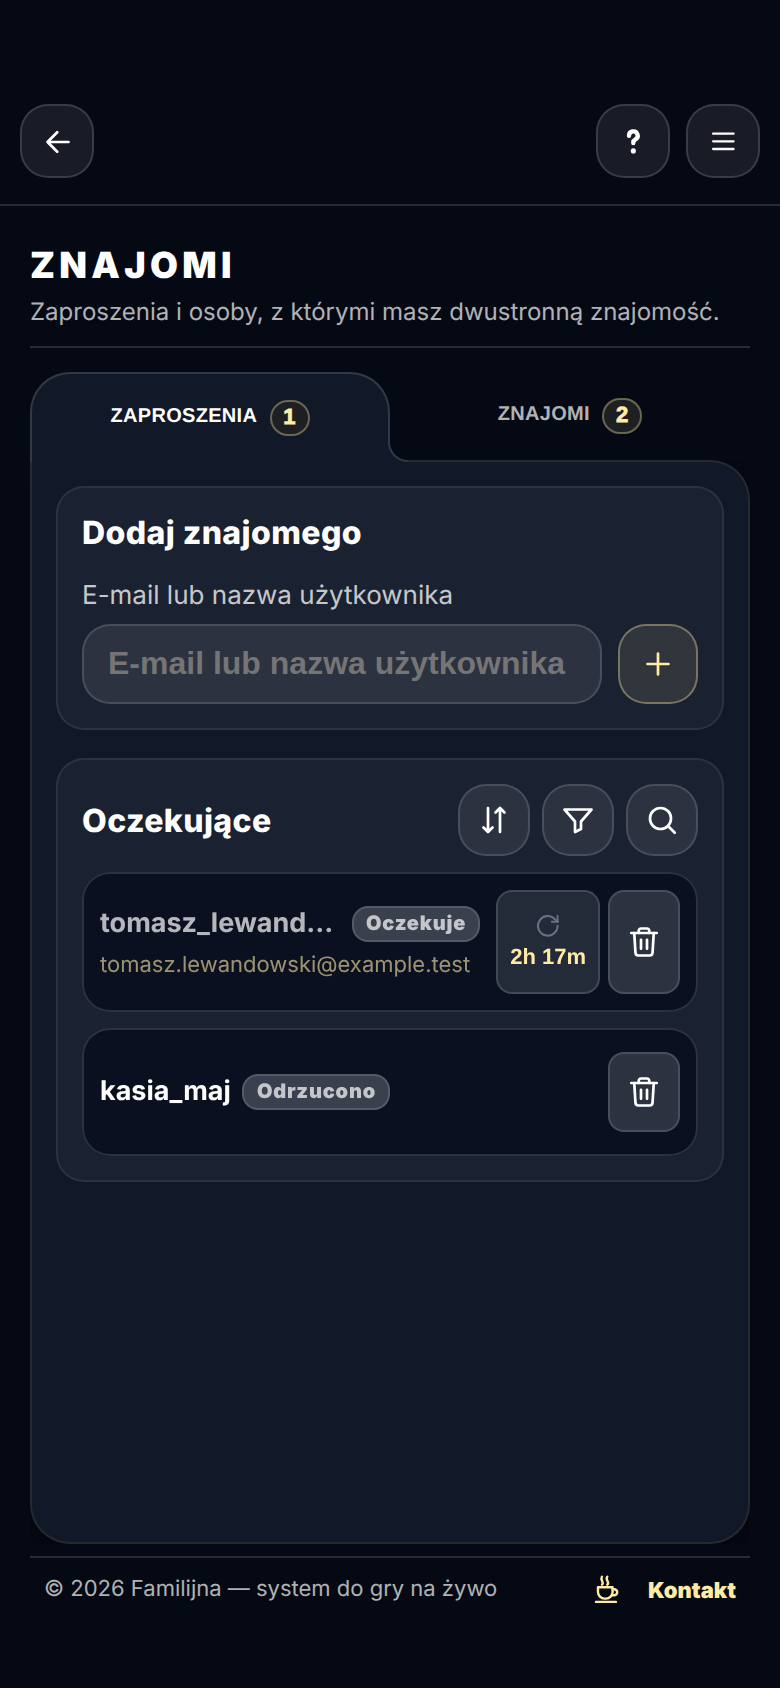 ?
ZNAJOMI
Zaproszenia i osoby, z którymi masz dwustronną znajomość.
ZAPROSZENIA 1
ZNAJOMI 2
Dodaj znajomego
E-mail lub nazwa użytkownika
E-mail lub nazwa użytkownika
Oczekujące
tomasz_lewand... Oczekuje
tomasz.lewandowski@example.test
2h 17m
kasia_maj Odrzucono
© 2026 Familijna — system do gry na żywo
Kontakt